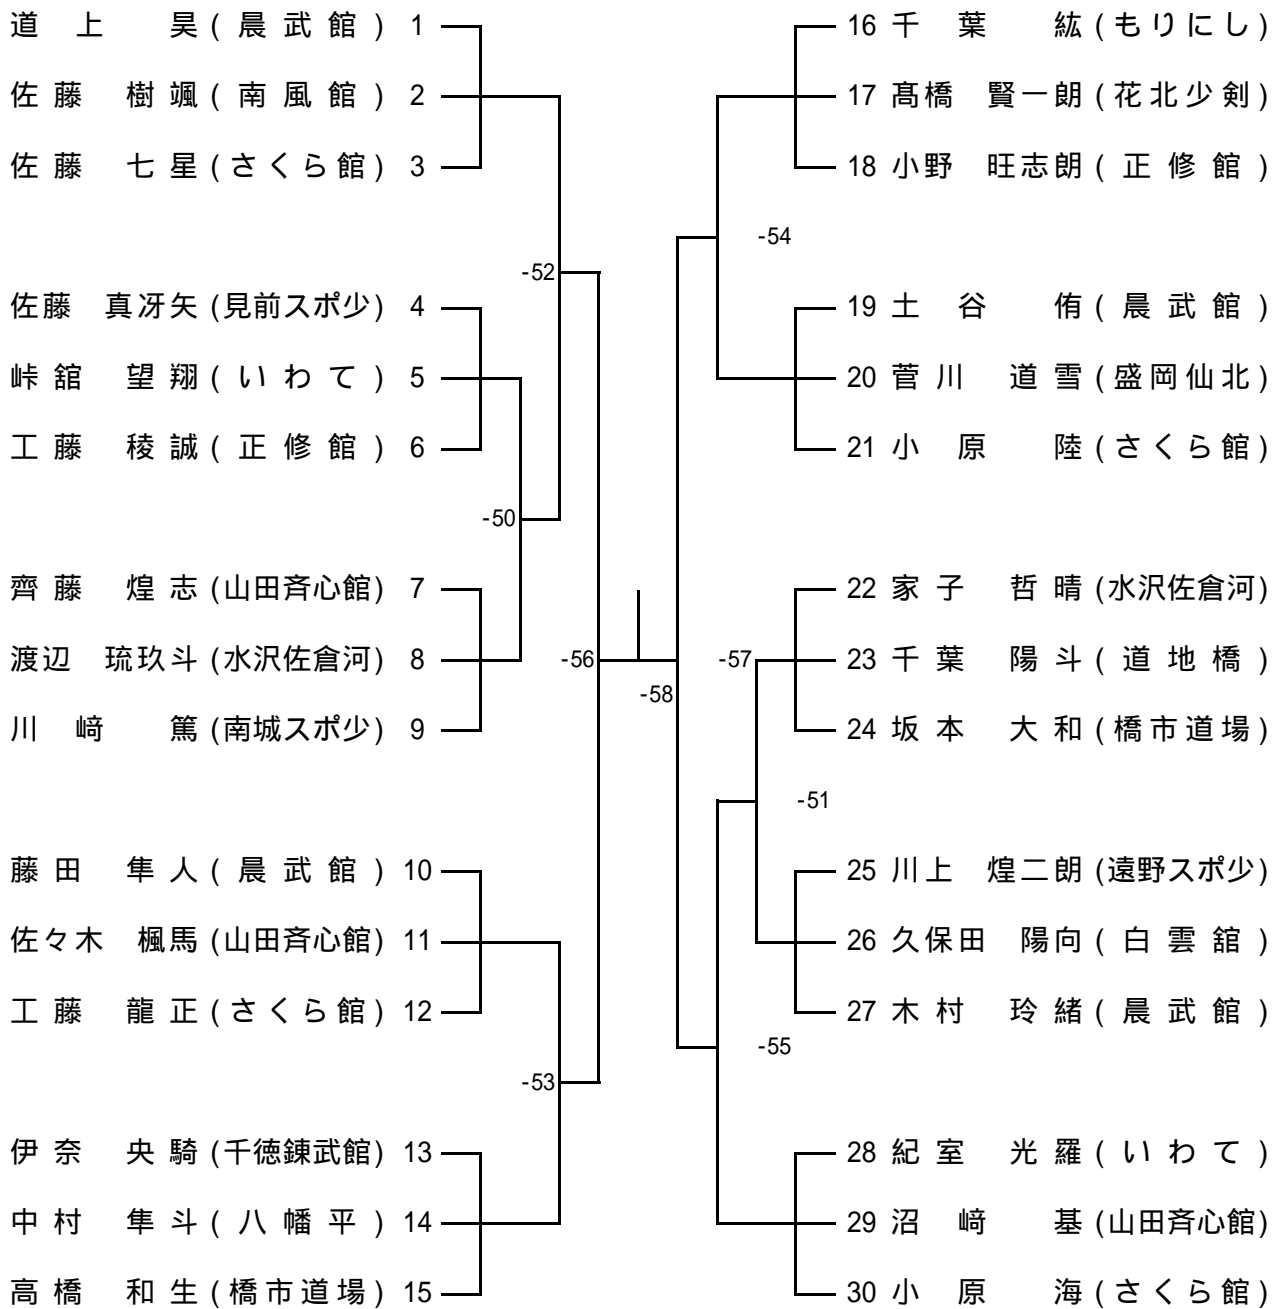 道上 昊 (晨武館) 1
佐藤 樹颯 (南風館) 2
佐藤 七星 (さくら館) 3
-52
佐藤 真冴矢 (見前スポ少) 4
峠舘 望翔 (いわて) 5
工藤 稜誠 (正修館) 6
-50
齊藤 煌志 (山田斉心館) 7
渡辺 琉玖斗 (水沢佐倉河) 8
川﨑 篤 (南城スポ少) 9
-56
-58
藤田 隼人 (晨武館) 10
佐々木 楓馬 (山田斉心館) 11
工藤 龍正 (さくら館) 12
-53
伊奈 央騎 (千徳錬武館) 13
中村 隼斗 (八幡平) 14
高橋 和生 (橋市道場) 15
16 千葉 紘 (もりにし)
17 髙橋 賢一朗 (花北少剣)
18 小野 旺志朗 (正修館)
-54
19 土谷 侑 (晨武館)
20 菅川 道雪 (盛岡仙北)
21 小原 陸 (さくら館)
22 家子 哲晴 (水沢佐倉河)
-57
23 千葉 陽斗 (道地橋)
24 坂本 大和 (橋市道場)
-51
25 川上 煌二朗 (遠野スポ少)
26 久保田 陽向 (白雲舘)
27 木村 玲緒 (晨武館)
-55
28 紀室 光羅 (いわて)
29 沼﨑 基 (山田斉心館)
30 小原 海 (さくら館)